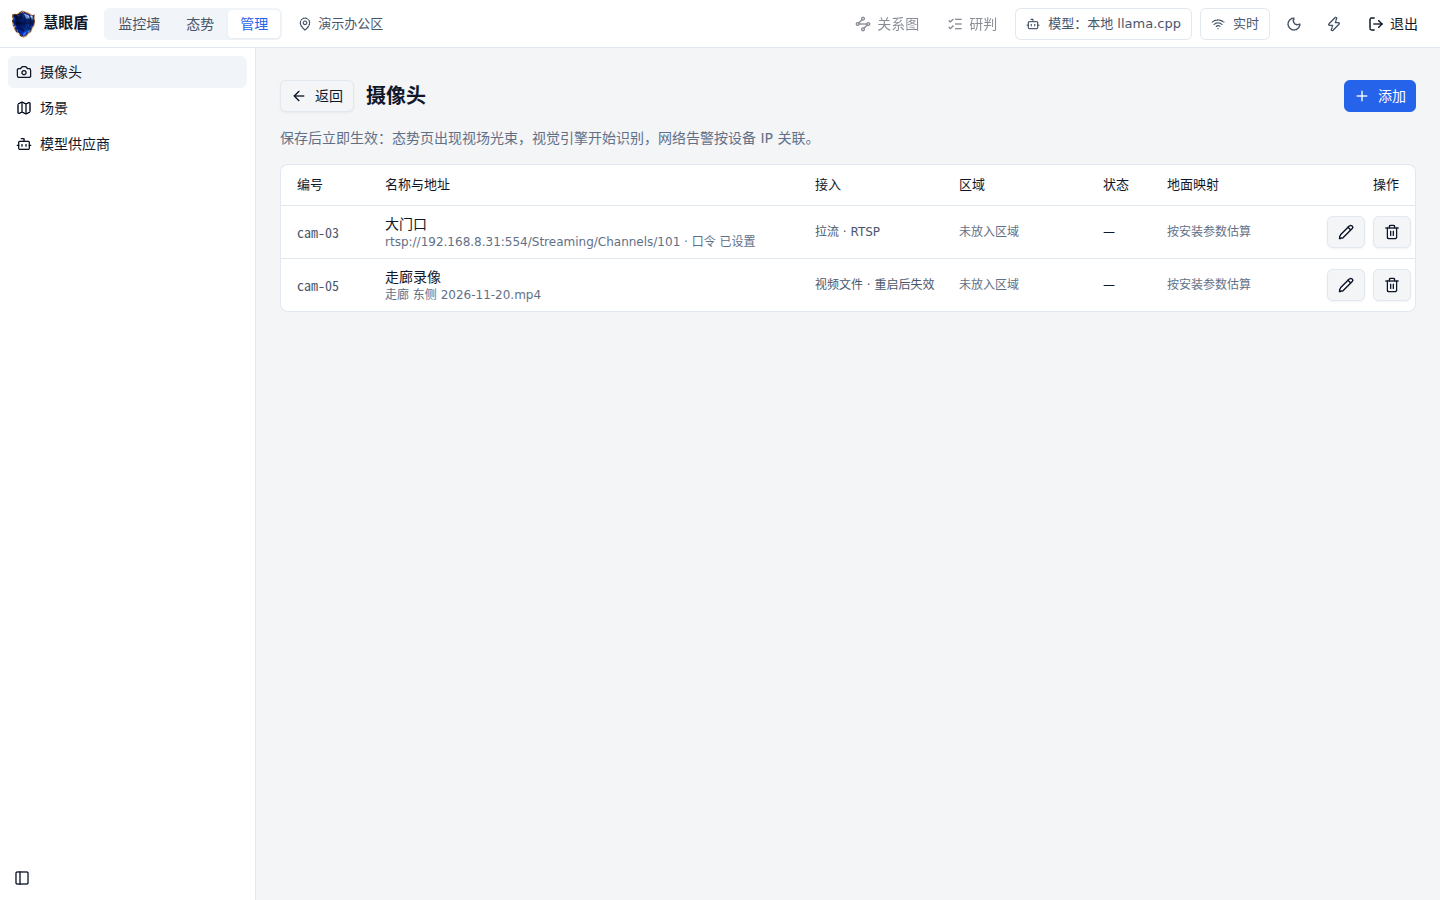 慧眼盾
监控墙
态势
管理
演示办公区
关系图
研判
模型：本地 llama.cpp
实时
退出
摄像头
场景
模型供应商
返回
摄像头
添加
保存后立即生效：态势页出现视场光束，视觉引擎开始识别，网络告警按设备 IP 关联。
编号 名称与地址 接入 区域 状态 地面映射 操作
cam-03 大门口 拉流 · RTSP 未放入区域 — 按安装参数估算
rtsp://192.168.8.31:554/Streaming/Channels/101 · 口令 已设置
cam-05 走廊录像 视频文件 · 重启后失效 未放入区域 — 按安装参数估算
走廊 东侧 2026-11-20.mp4